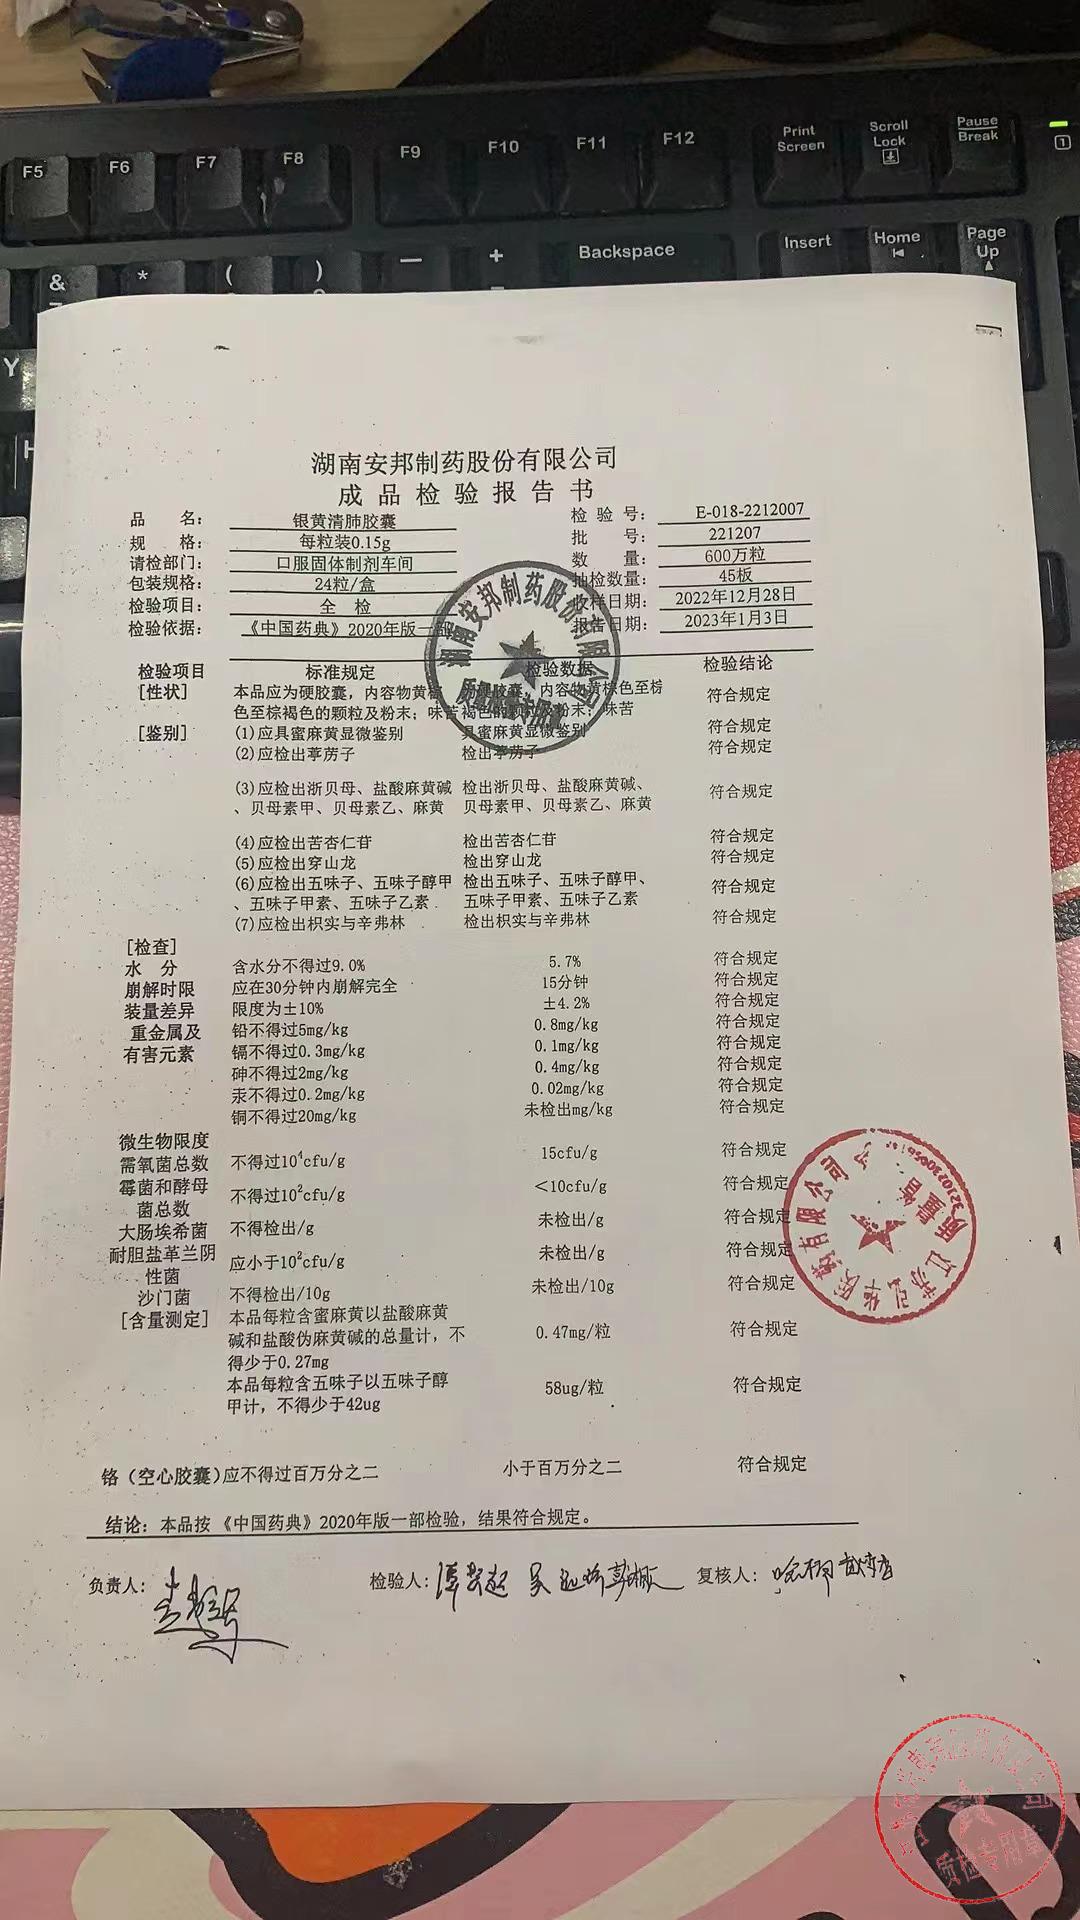 F5 F6 F7 F8 F9 F10 F11 F12 Print Screen Scroll Lock Pause Break
1
& * ( ) — + Backspace Insert Home Page Up
Y
H
湖南安邦制药股份有限公司
成品检验报告书
品 名： 银黄清肺胶囊 检 验 号： E-018-2212007
规 格： 每粒装0.15g 批 号： 221207
请检部门： 口服固体制剂车间 数 量： 600万粒
包装规格： 24粒/盒 抽检数量： 45板
检验项目： 全 检 收样日期： 2022年12月28日
检验依据： 《中国药典》2020年版一部 报告日期： 2023年1月3日
湖南安邦制药股份有限公司
检验项目 标准规定 检验数据 检验结论
[性状] 本品应为硬胶囊，内容物黄棕 硬胶囊，内容物黄棕色至棕 符合规定
色至棕褐色的颗粒及粉末；味苦 褐色的颗粒及粉末；味苦
[鉴别] (1)应具蜜麻黄显微鉴别 具蜜麻黄显微鉴别 符合规定
(2)应检出葶苈子 检出葶苈子 符合规定
(3)应检出浙贝母、盐酸麻黄碱 检出浙贝母、盐酸麻黄碱、 符合规定
、贝母素甲、贝母素乙、麻黄 贝母素甲、贝母素乙、麻黄
(4)应检出苦杏仁苷 检出苦杏仁苷 符合规定
(5)应检出穿山龙 检出穿山龙 符合规定
(6)应检出五味子、五味子醇甲 检出五味子、五味子醇甲、 符合规定
、五味子甲素、五味子乙素 五味子甲素、五味子乙素
(7)应检出枳实与辛弗林 检出枳实与辛弗林 符合规定
[检查]
水 分 含水分不得过9.0% 5.7% 符合规定
崩解时限 应在30分钟内崩解完全 15分钟 符合规定
装量差异 限度为±10% ±4.2% 符合规定
重金属及 铅不得过5mg/kg 0.8mg/kg 符合规定
有害元素 镉不得过0.3mg/kg 0.1mg/kg 符合规定
砷不得过2mg/kg 0.4mg/kg 符合规定
汞不得过0.2mg/kg 0.02mg/kg 符合规定
铜不得过20mg/kg 未检出mg/kg 符合规定
微生物限度
需氧菌总数 不得过10⁴cfu/g 15cfu/g 符合规定
霉菌和酵母 不得过10²cfu/g <10cfu/g 符合规定
菌总数
大肠埃希菌 不得检出/g 未检出/g 符合规定
耐胆盐革兰阴 应小于10²cfu/g 未检出/g 符合规定
性菌
沙门菌 不得检出/10g 未检出/10g 符合规定
[含量测定] 本品每粒含蜜麻黄以盐酸麻黄 0.47mg/粒 符合规定
碱和盐酸伪麻黄碱的总量计，不
得少于0.27mg
本品每粒含五味子以五味子醇 58ug/粒 符合规定
甲计，不得少于42ug
铬（空心胶囊）应不得过百万分之二 小于百万分之二 符合规定
结论：本品按《中国药典》2020年版一部检验，结果符合规定。
负责人： 检验人： 复核人：
江苏弘华医药有限公司
质量管
质检专用章